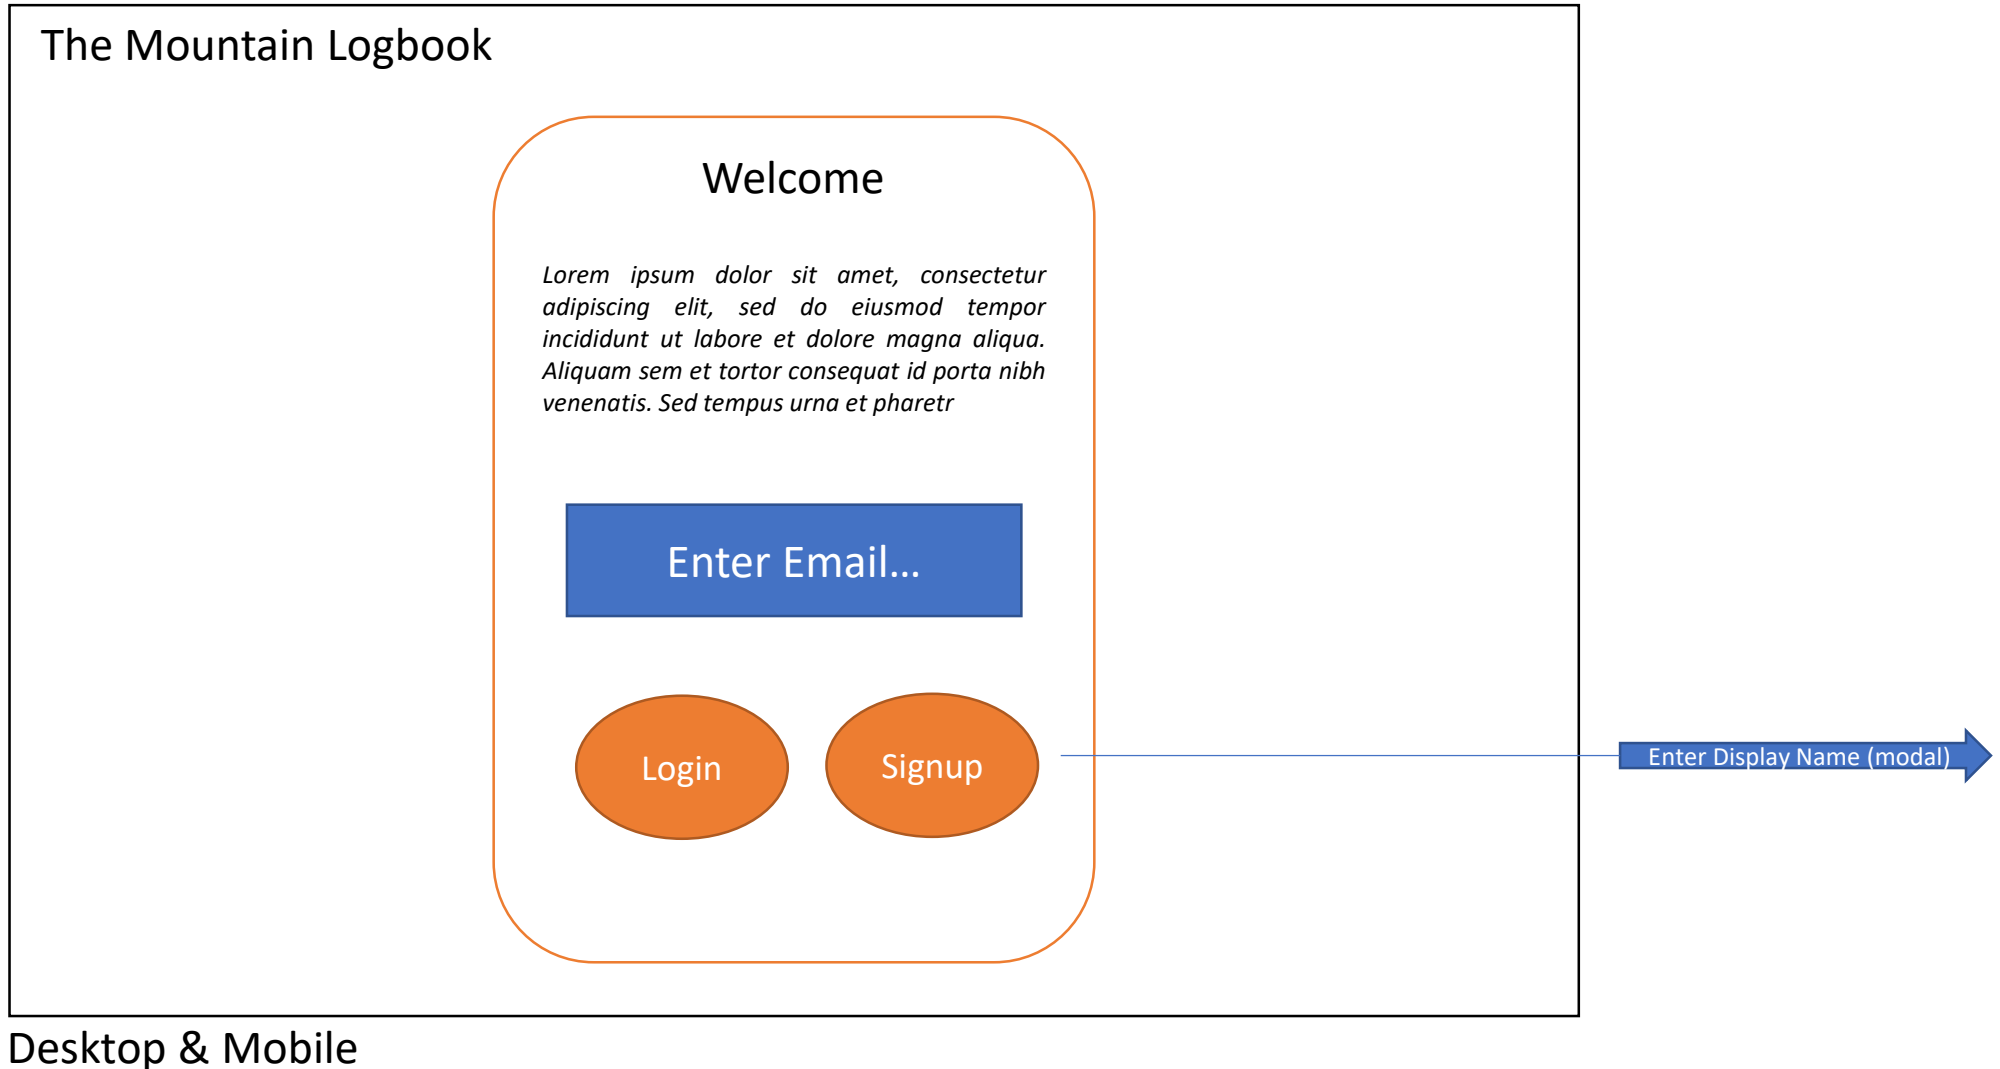 The Mountain Logbook
Welcome
Lorem ipsum dolor sit amet, consectetur
adipiscing elit, sed do eiusmod tempor
incididunt ut labore et dolore magna aliqua.
Aliquam sem et tortor consequat id porta nibh
venenatis. Sed tempus urna et pharetr
Enter Email...
Login
Signup
Enter Display Name (modal)
Desktop & Mobile